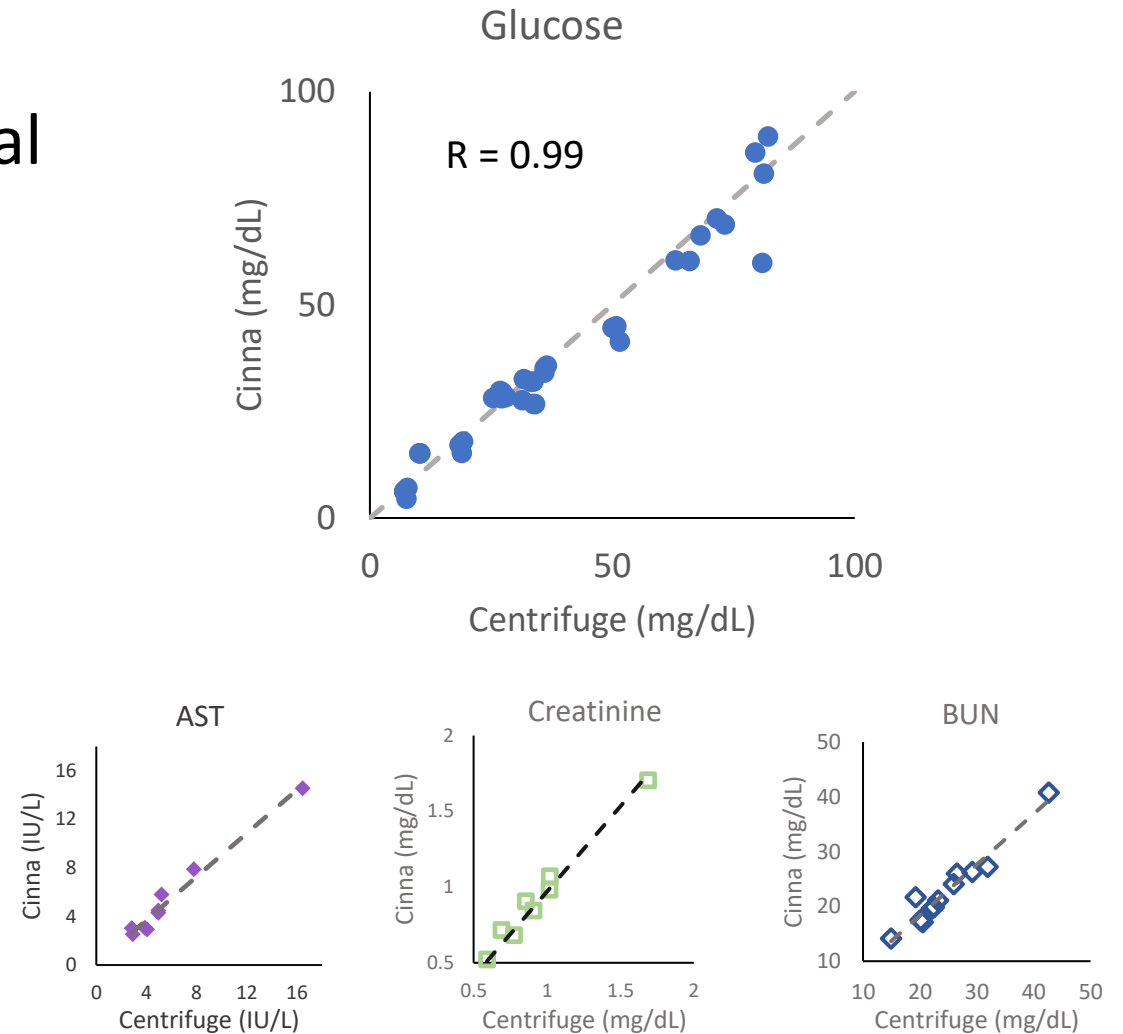 Glucose
al
100
R = 0.99
50
0
Cinna (mg/dL)
0 50 100
Centrifuge (mg/dL)
AST
16
12
8
4
0
Cinna (IU/L)
0 4 8 12 16
Centrifuge (IU/L)
Creatinine
2
1.5
1
0.5
Cinna (mg/dL)
0.5 1 1.5 2
Centrifuge (mg/dL)
BUN
50
40
30
20
10
Cinna (mg/dL)
10 20 30 40 50
Centrifuge (mg/dL)